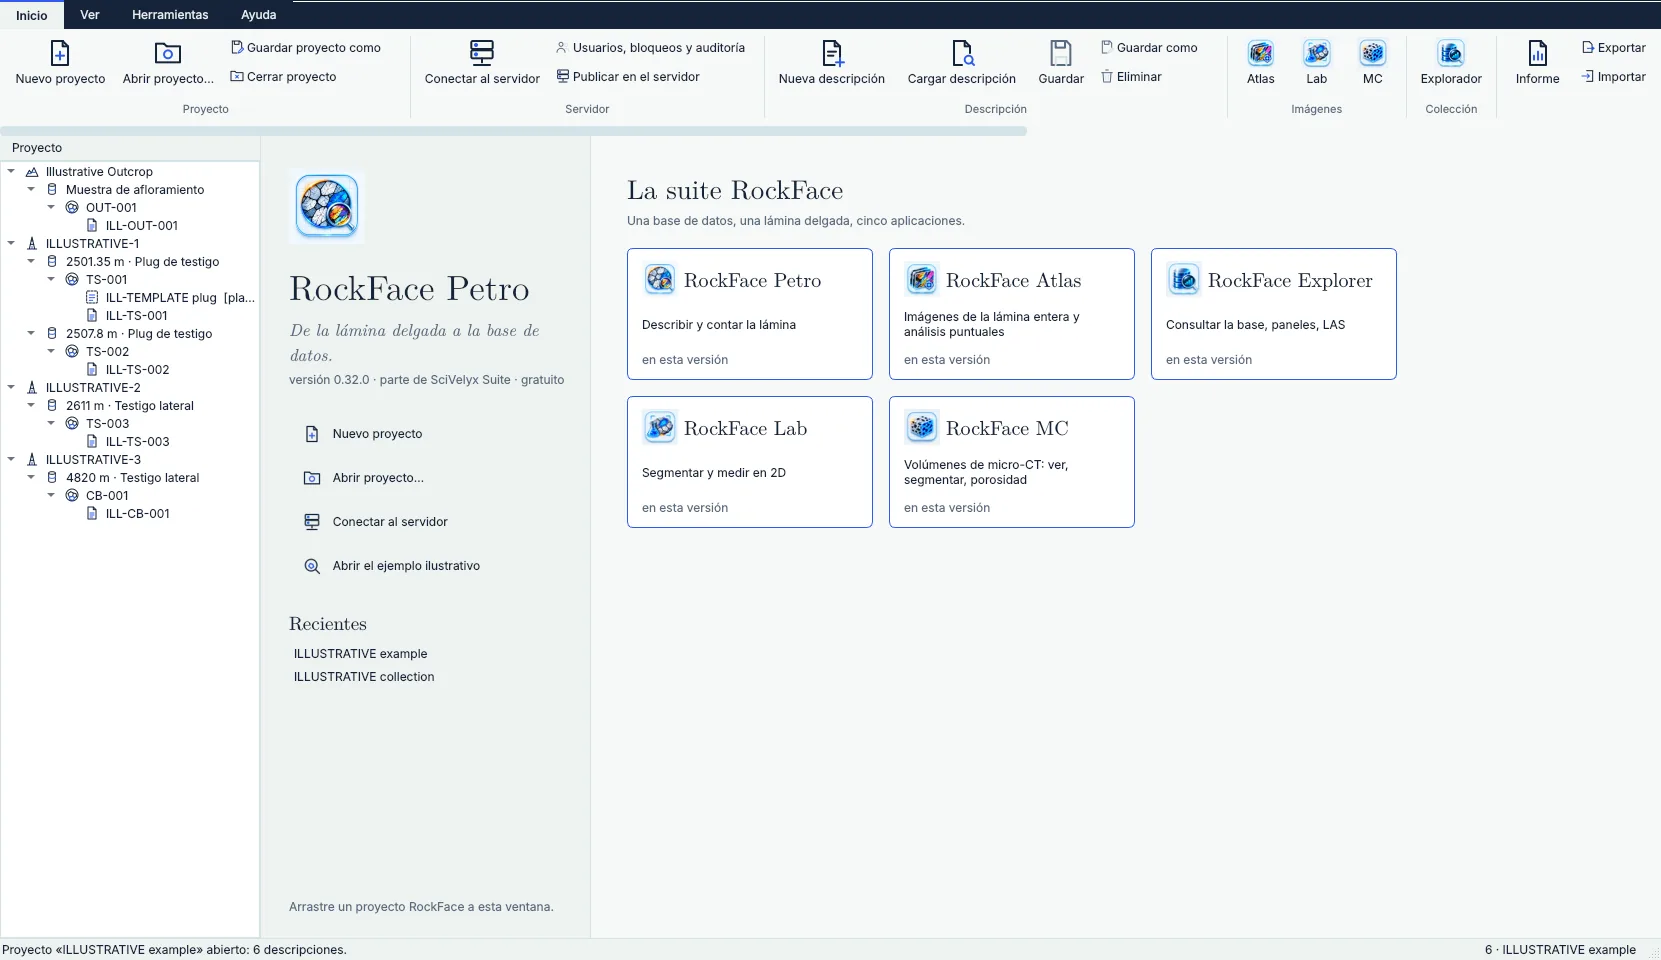 Inicio Ver Herramientas Ayuda
Nuevo proyecto
Abrir proyecto...
Guardar proyecto como
Cerrar proyecto
Proyecto
Conectar al servidor
Usuarios, bloqueos y auditoría
Publicar en el servidor
Servidor
Nueva descripción
Cargar descripción
Guardar
Guardar como
Eliminar
Descripción
Atlas
Lab
MC
Imágenes
Explorador
Colección
Informe
Exportar
Importar
Proyecto
Illustrative Outcrop
Muestra de afloramiento
OUT-001
ILL-OUT-001
ILLUSTRATIVE-1
2501.35 m · Plug de testigo
TS-001
ILL-TEMPLATE plug [pla...
ILL-TS-001
2507.8 m · Plug de testigo
TS-002
ILL-TS-002
ILLUSTRATIVE-2
2611 m · Testigo lateral
TS-003
ILL-TS-003
ILLUSTRATIVE-3
4820 m · Testigo lateral
CB-001
ILL-CB-001
RockFace Petro
De la lámina delgada a la base de
datos.
versión 0.32.0 · parte de SciVelyx Suite · gratuito
Nuevo proyecto
Abrir proyecto...
Conectar al servidor
Abrir el ejemplo ilustrativo
Recientes
ILLUSTRATIVE example
ILLUSTRATIVE collection
Arrastre un proyecto RockFace a esta ventana.
La suite RockFace
Una base de datos, una lámina delgada, cinco aplicaciones.
RockFace Petro
Describir y contar la lámina
en esta versión
RockFace Atlas
Imágenes de la lámina entera y
análisis puntuales
en esta versión
RockFace Explorer
Consultar la base, paneles, LAS
en esta versión
RockFace Lab
Segmentar y medir en 2D
en esta versión
RockFace MC
Volúmenes de micro-CT: ver,
segmentar, porosidad
en esta versión
Proyecto «ILLUSTRATIVE example» abierto: 6 descripciones.
6 · ILLUSTRATIVE example